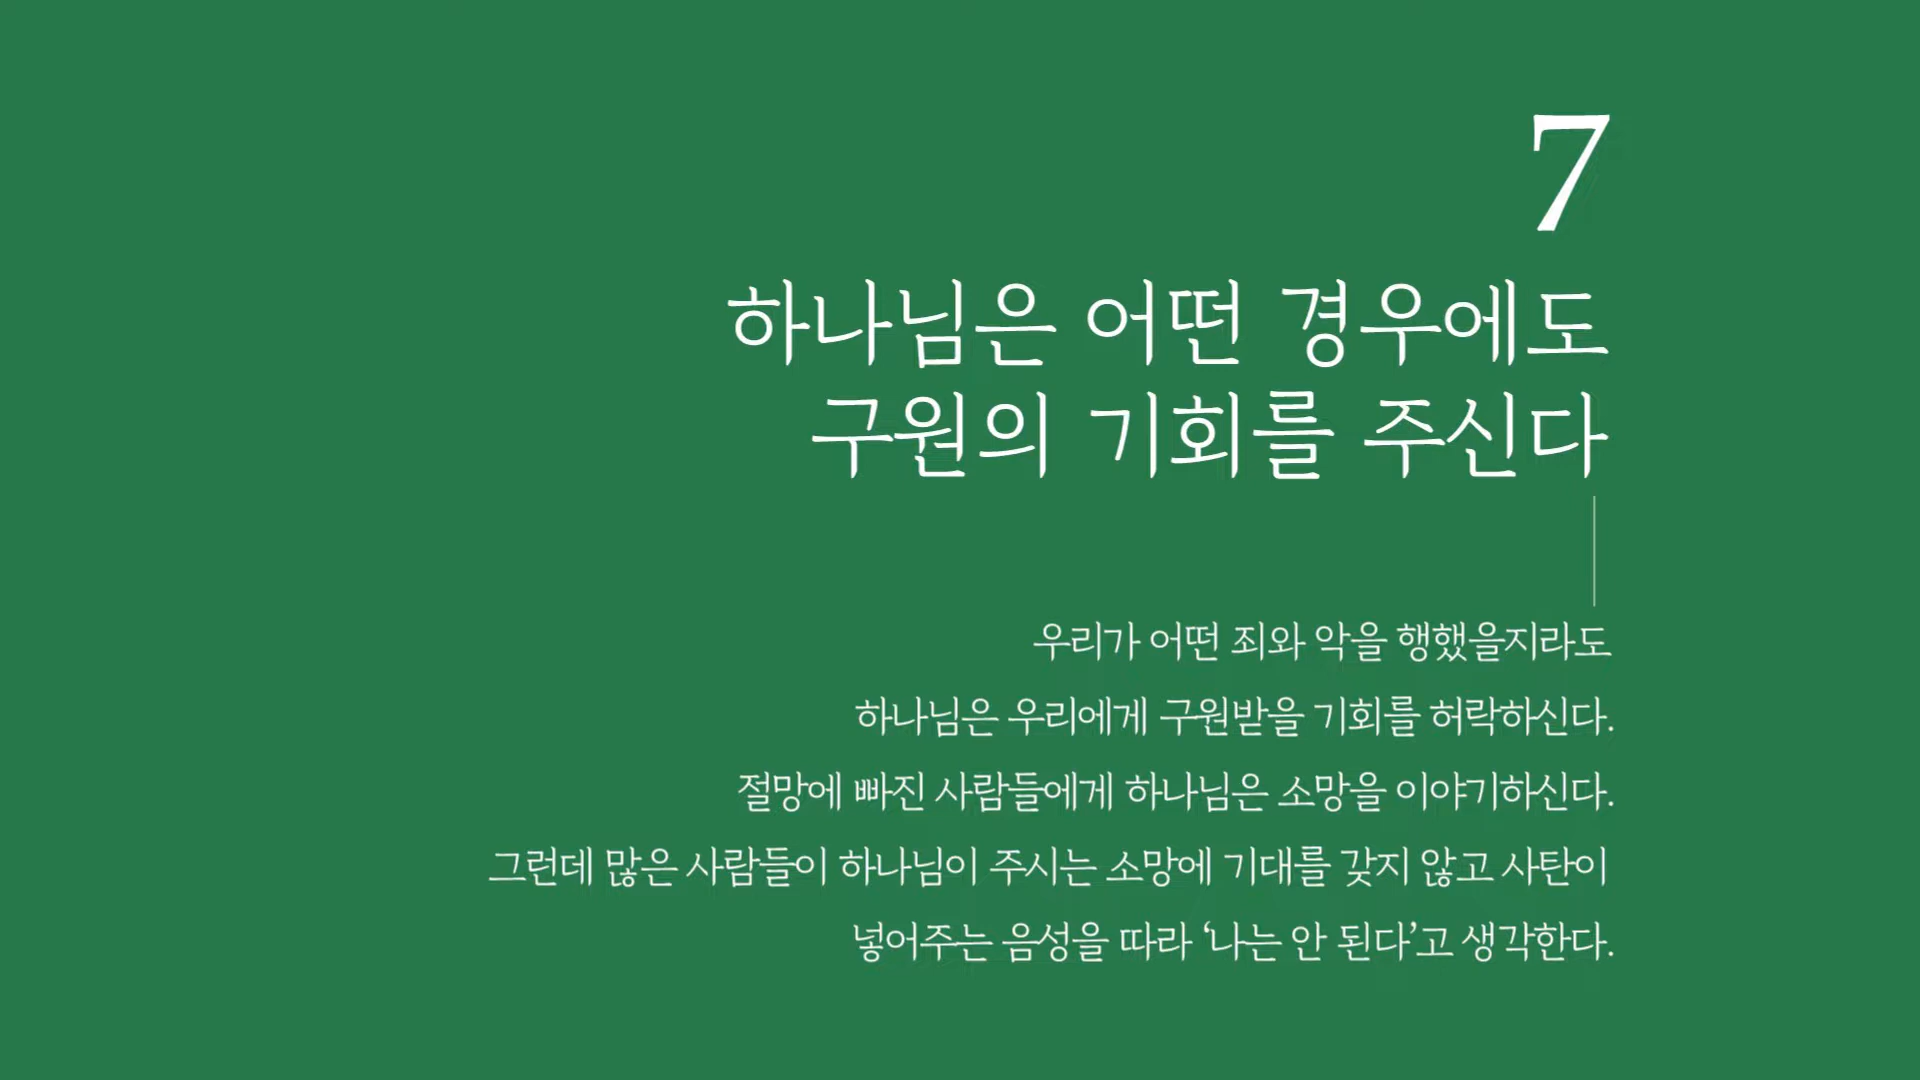 7
하나님은 어떤 경우에도
구원의 기회를 주신다
우리가 어떤 죄와 악을 행했을지라도
하나님은 우리에게 구원받을 기회를 허락하신다.
절망에 빠진 사람들에게 하나님은 소망을 이야기하신다.
그런데 많은 사람들이 하나님이 주시는 소망에 기대를 갖지 않고 사탄이
넣어주는 음성을 따라 ‘나는 안 된다’고 생각한다.